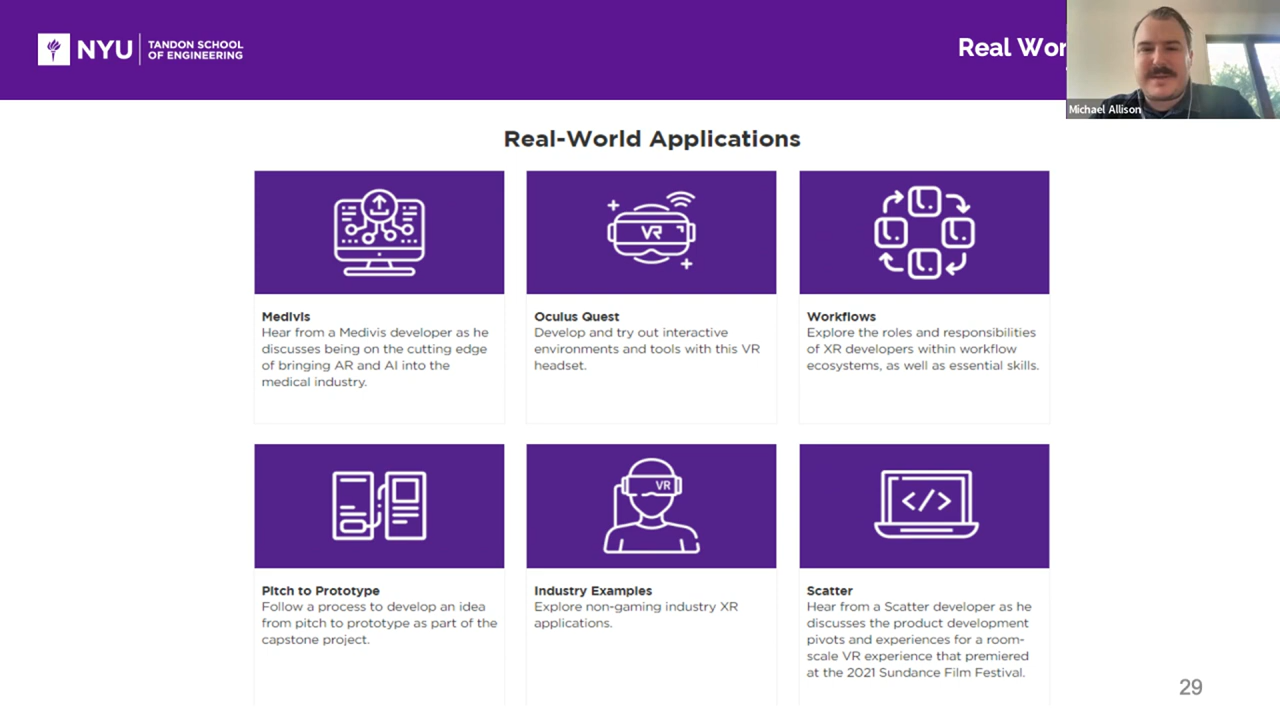 NYU
TANDON SCHOOL
OF ENGINEERING
Real Wor
Michael Allison
Real-World Applications
VR
Medivis
Hear from a Medivis developer as he
discusses being on the cutting edge
of bringing AR and AI into the
medical industry.
Oculus Quest
Develop and try out interactive
environments and tools with this VR
headset.
Workflows
Explore the roles and responsibilities
of XR developers within workflow
ecosystems, as well as essential skills.
VR
</>
Pitch to Prototype
Follow a process to develop an idea
from pitch to prototype as part of the
capstone project.
Industry Examples
Explore non-gaming industry XR
applications.
Scatter
Hear from a Scatter developer as he
discusses the product development
pivots and experiences for a room-
scale VR experience that premiered
at the 2021 Sundance Film Festival.
29